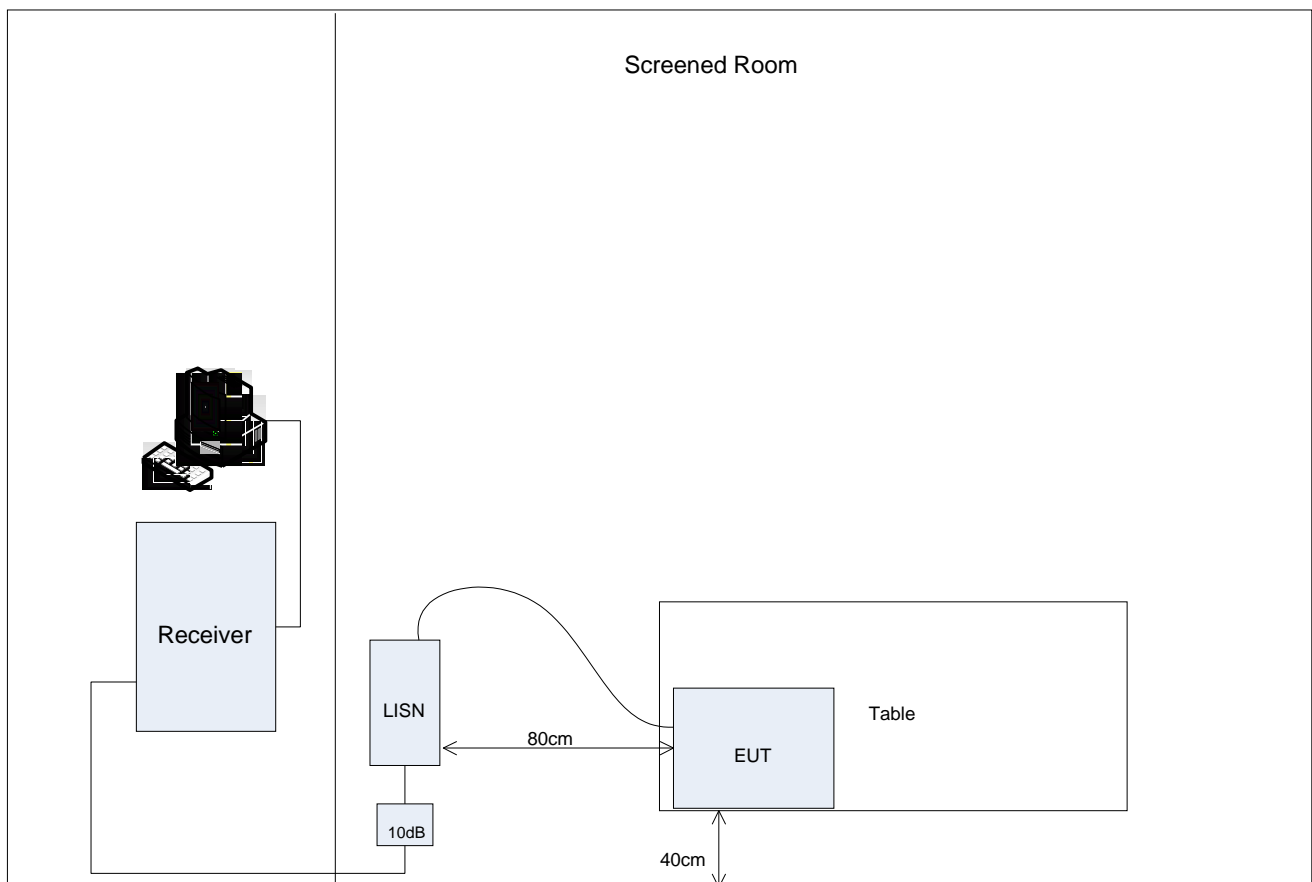 Screened Room
Receiver
LISN
Table
80cm
EUT
10dB
40cm